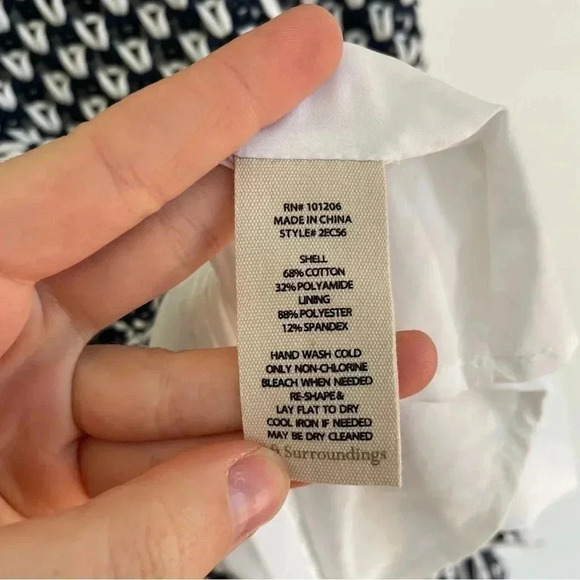 RN# 101206
MADE IN CHINA
STYLE# 2EC56
SHELL
68% COTTON
32% POLYAMIDE
LINING
88% POLYESTER
12% SPANDEX
HAND WASH COLD
ONLY NON-CHLORINE
BLEACH WHEN NEEDED
RE-SHAPE &
LAY FLAT TO DRY
COOL IRON IF NEEDED
MAY BE DRY CLEANED
Surroundings